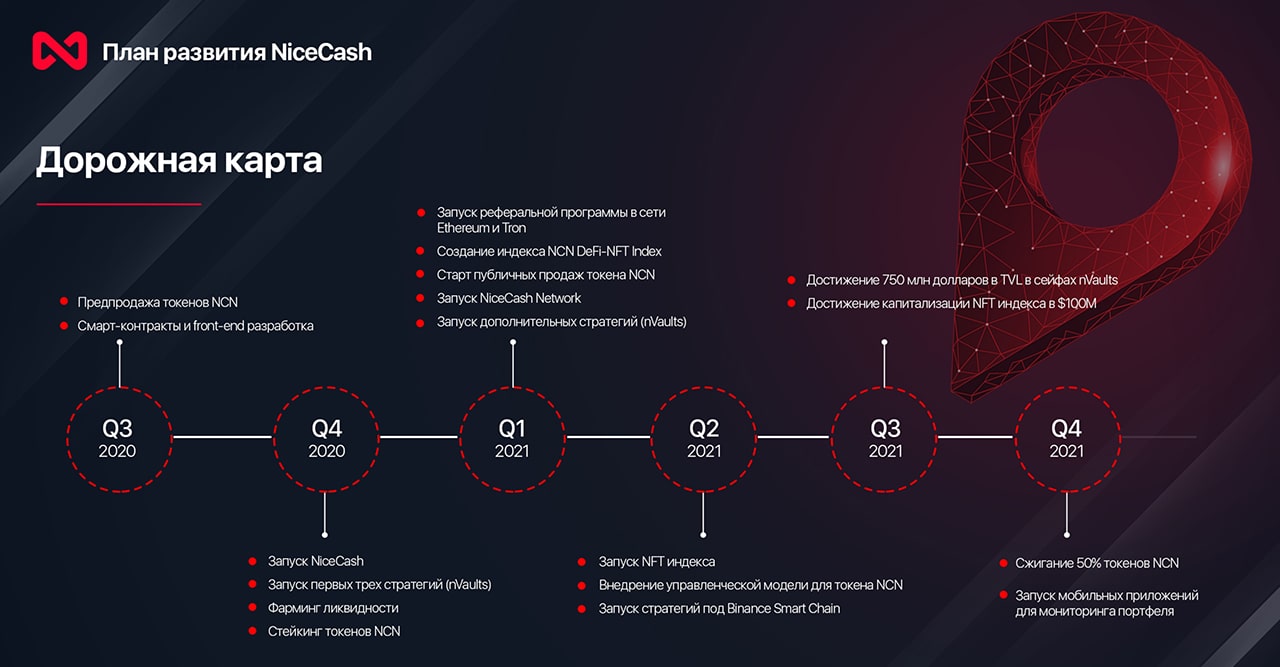 План развития NiceCash
Дорожная карта
Предпродажа токенов NCN
Смарт-контракты и front-end разработка
Q3
2020
Запуск NiceCash
Запуск первых трех стратегий (nVaults)
Фарминг ликвидности
Стейкинг токенов NCN
Q4
2020
Запуск реферальной программы в сети
Ethereum и Tron
Создание индекса NCN DeFi-NFT Index
Старт публичных продаж токена NCN
Запуск NiceCash Network
Запуск дополнительных стратегий (nVaults)
Q1
2021
Запуск NFT индекса
Внедрение управленческой модели для токена NCN
Запуск стратегий под Binance Smart Chain
Q2
2021
Достижение 750 млн долларов в TVL в сейфах nVaults
Достижение капитализации NFT индекса в $100M
Q3
2021
Сжигание 50% токенов NCN
Запуск мобильных приложений
для мониторинга портфеля
Q4
2021